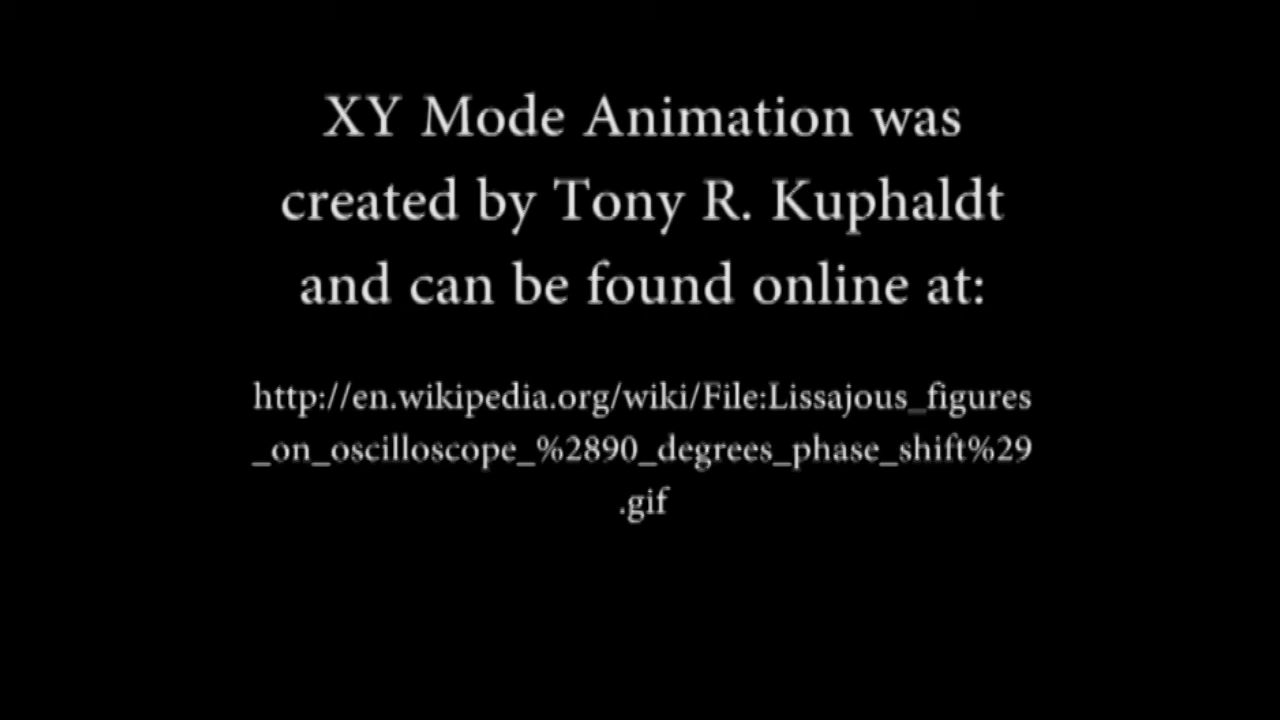 XY Mode Animation was
created by Tony R. Kuphaldt
and can be found online at:
http://en.wikipedia.org/wiki/File:Lissajous_figures
_on_oscilloscope_%2890_degrees_phase_shift%29
.gif